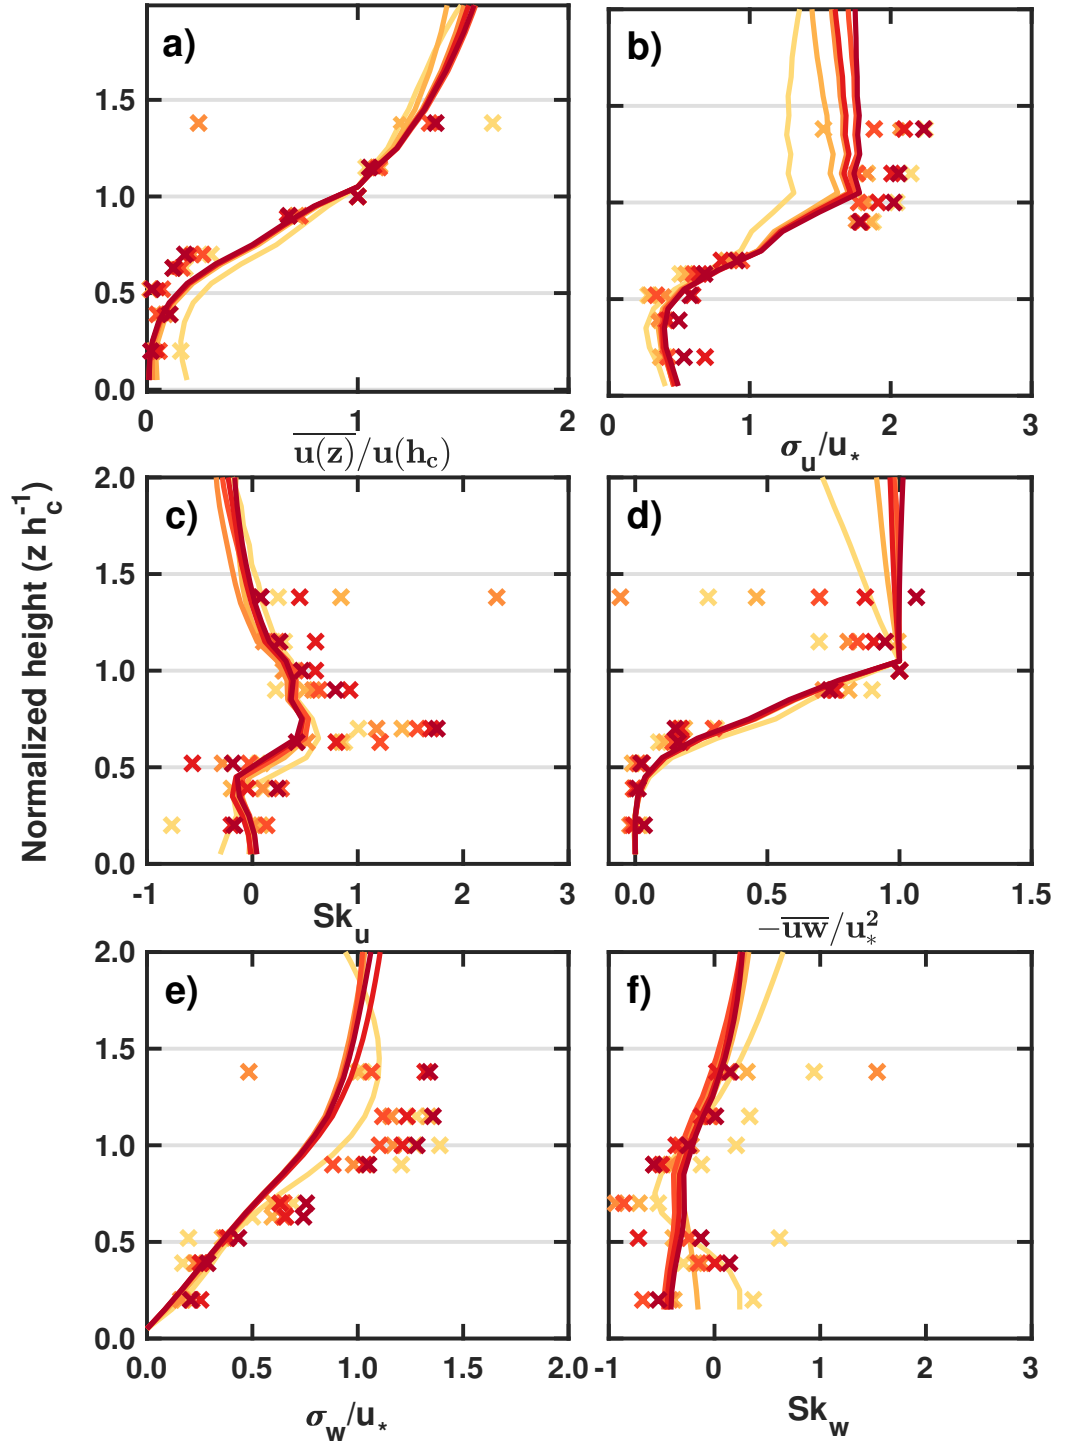 a)
1.5
1.0
0.5
0.0
0 1 2
u(z)/u(h_c)
b)
0 1 2 3
σ_u/u_*
Normalized height (z h_c^-1)
c)
2.0
1.5
1.0
0.5
0.0
-1 0 1 2 3
Sk_u
d)
0.0 0.5 1.0 1.5
−uw/u_*^2
e)
2.0
1.5
1.0
0.5
0.0
0.0 0.5 1.0 1.5 2.0
σ_w/u_*
f)
-1 0 1 2 3
Sk_w